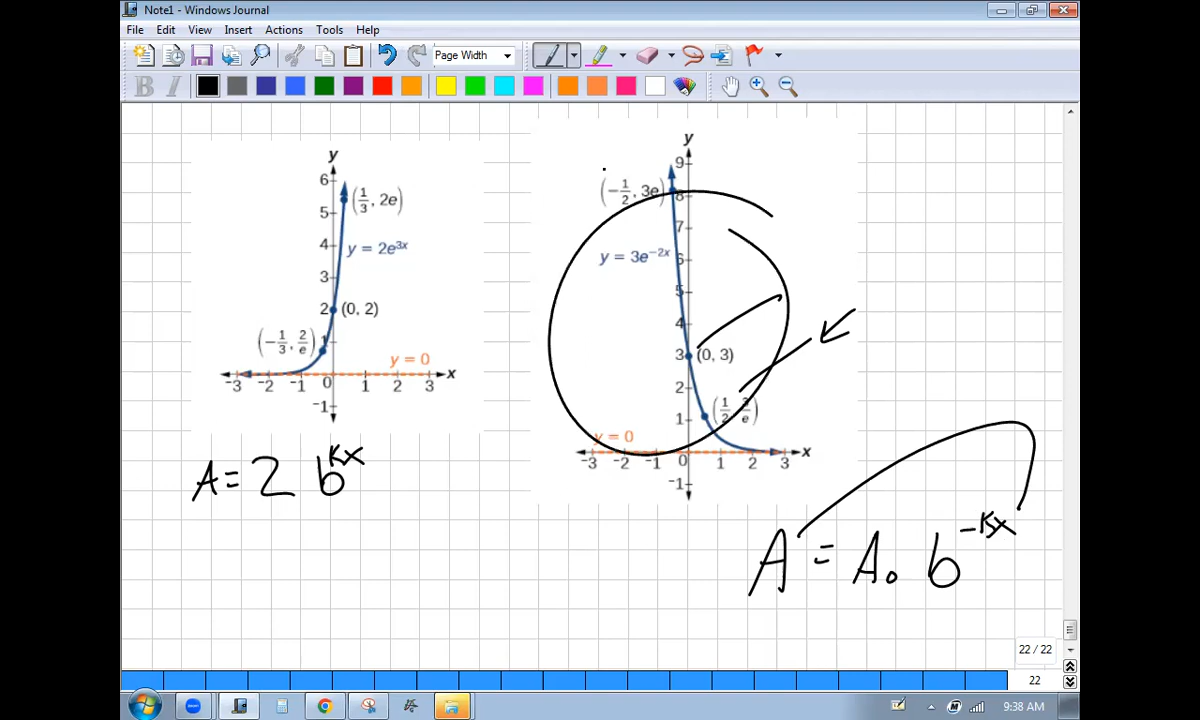 Note1 - Windows Journal
File Edit View Insert Actions Tools Help
Page Width
B I
y
6
5
4
3
2
1
-1
-3 -2 -1 0 1 2 3 x
(1/3, 2e)
y = 2e^{3x}
(0, 2)
(-1/3, 2/e)
y = 0
A = 2 b^{kx}
y
9
8
7
6
5
4
3
2
1
-1
-3 -2 -1 0 1 2 3 x
(-1/2, 3e)
y = 3e^{-2x}
(0, 3)
(1/2, 3/e)
y = 0
A = A₀ b^{-kx}
22 / 22
22
9:38 AM